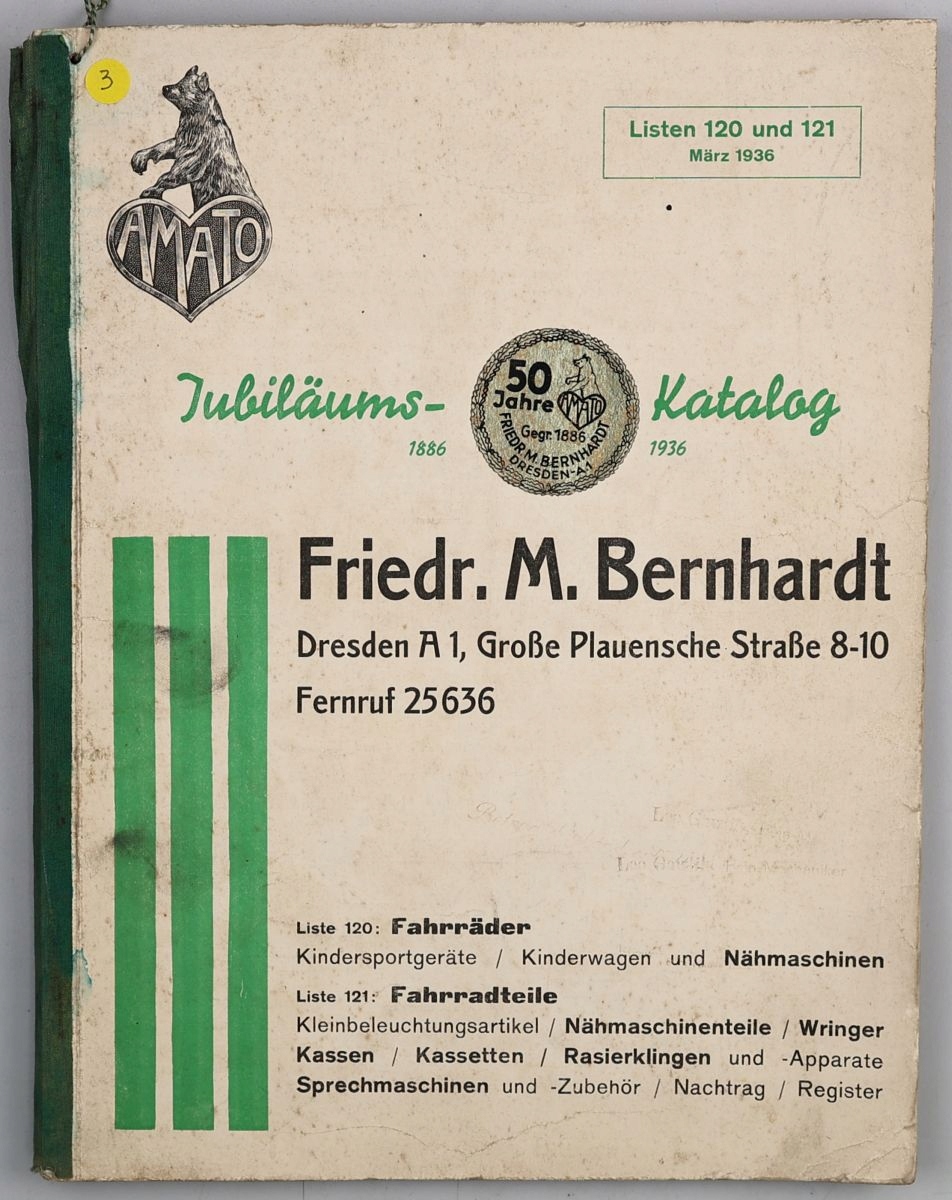 3
AMATO
Listen 120 und 121
März 1936
Jubiläums- Katalog
1886 1936
50
Jahre
AMATO
Gegr. 1886
FRIEDR. M. BERNHARDT
DRESDEN-A1
Friedr. M. Bernhardt
Dresden A 1, Große Plauensche Straße 8-10
Fernruf 25636
Liste 120: Fahrräder
Kindersportgeräte / Kinderwagen und Nähmaschinen
Liste 121: Fahrradteile
Kleinbeleuchtungsartikel / Nähmaschinenteile / Wringer
Kassen / Kassetten / Rasierklingen und -Apparate
Sprechmaschinen und -Zubehör / Nachtrag / Register